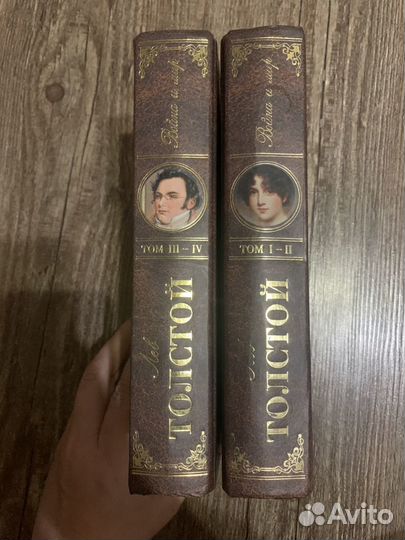 Война и мир
ТОМ III – IV
Лев
ТОЛСТОЙ
Война и мир
ТОМ I – II
Лев
ТОЛСТОЙ
Avito